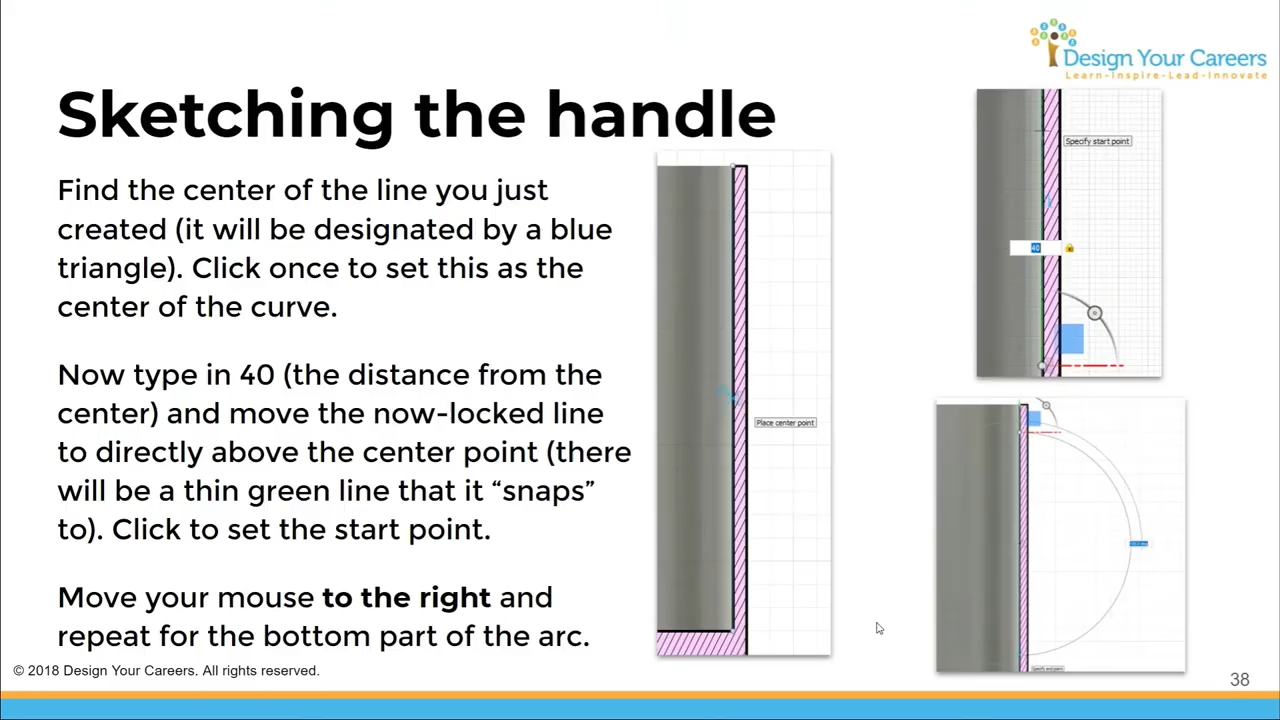 Design Your Careers
Learn-Inspire-Lead-Innovate
Sketching the handle
Find the center of the line you just
created (it will be designated by a blue
triangle). Click once to set this as the
center of the curve.
Now type in 40 (the distance from the
center) and move the now-locked line
to directly above the center point (there
will be a thin green line that it “snaps”
to). Click to set the start point.
Move your mouse to the right and
repeat for the bottom part of the arc.
Place center point
Specify start point
40
Specify end point
© 2018 Design Your Careers. All rights reserved.
38